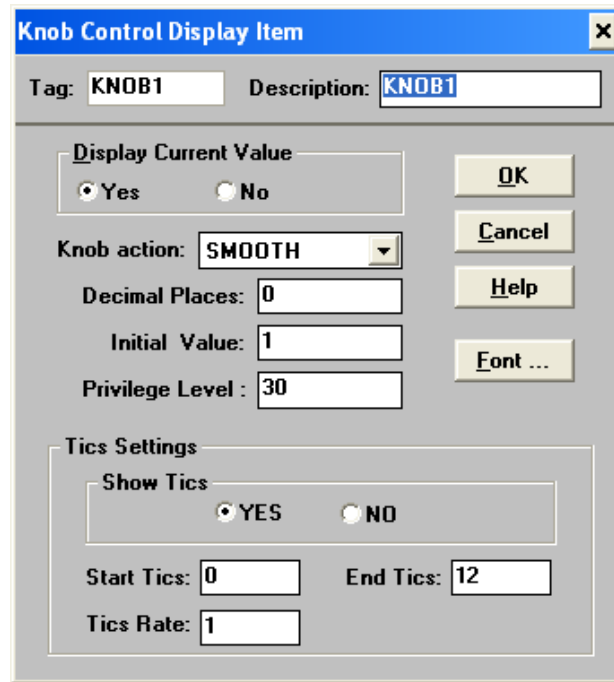 Knob Control Display Item
Tag: KNOB1 Description: KNOB1
Display Current Value
Yes No
OK
Knob action: SMOOTH
Cancel
Decimal Places: 0
Help
Initial Value: 1
Font ...
Privilege Level : 30
Tics Settings
Show Tics
YES NO
Start Tics: 0 End Tics: 12
Tics Rate: 1